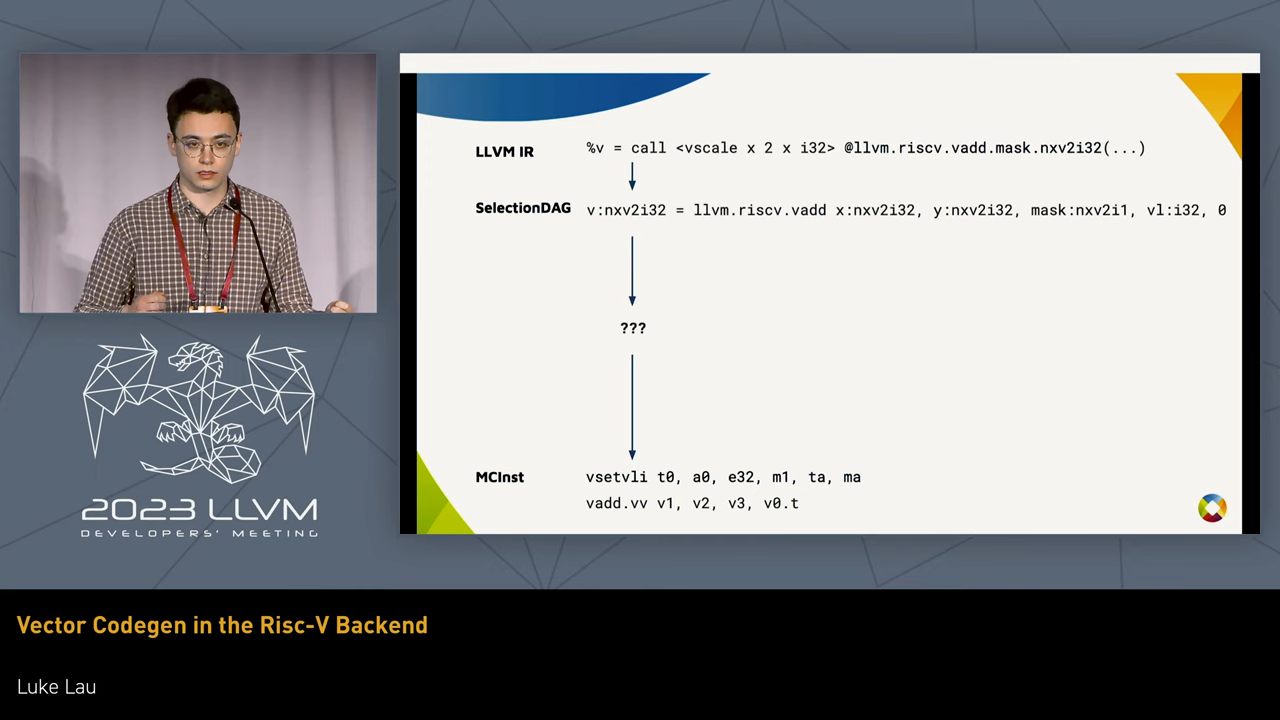 LLVM IR %v = call <vscale x 2 x i32> @llvm.riscv.vadd.mask.nxv2i32(...)
SelectionDAG v:nxv2i32 = llvm.riscv.vadd x:nxv2i32, y:nxv2i32, mask:nxv2i1, vl:i32, 0
???
MCInst vsetvli t0, a0, e32, m1, ta, ma
vadd.vv v1, v2, v3, v0.t
2023 LLVM
DEVELOPERS' MEETING
Vector Codegen in the Risc-V Backend
Luke Lau